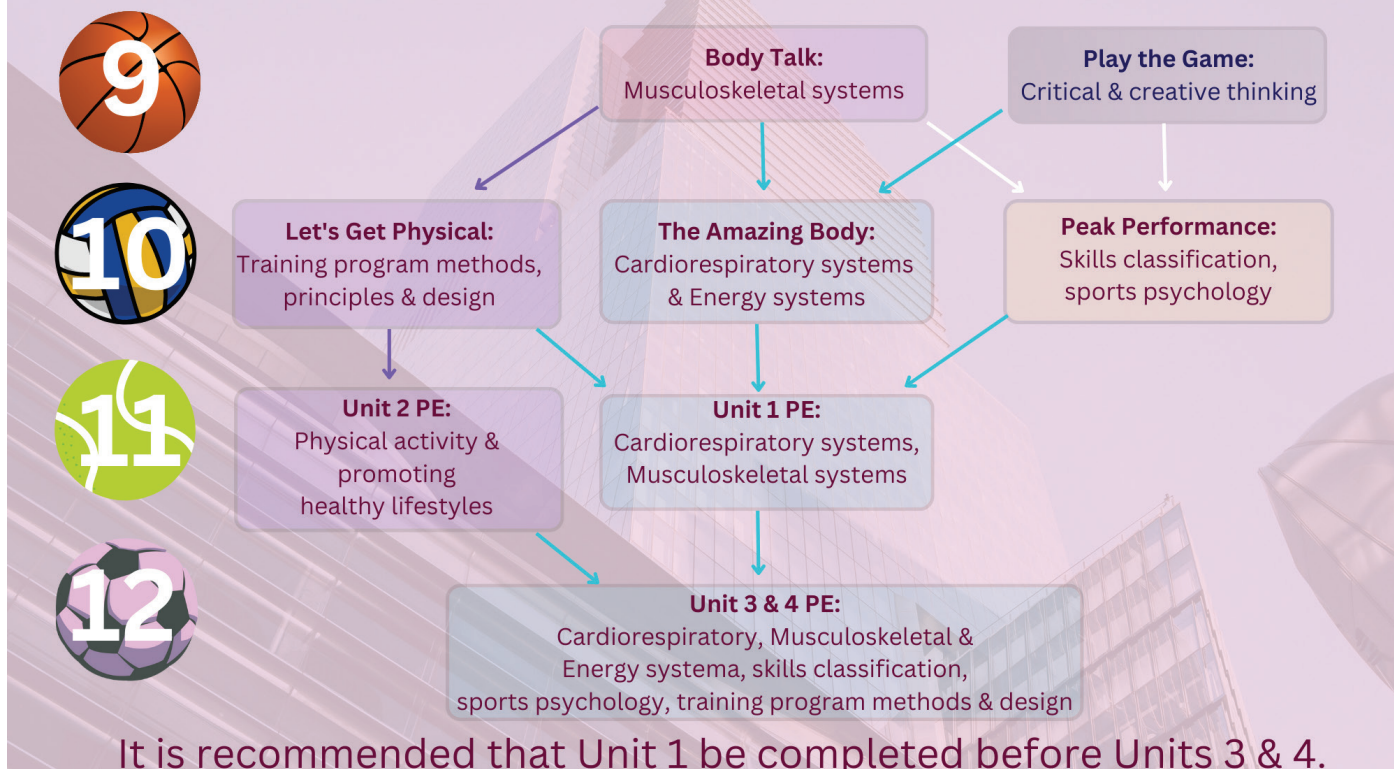 9
Body Talk:
Musculoskeletal systems
Play the Game:
Critical & creative thinking
10
Let's Get Physical:
Training program methods,
principles & design
The Amazing Body:
Cardiorespiratory systems
& Energy systems
Peak Performance:
Skills classification,
sports psychology
11
Unit 2 PE:
Physical activity &
promoting
healthy lifestyles
Unit 1 PE:
Cardiorespiratory systems,
Musculoskeletal systems
12
Unit 3 & 4 PE:
Cardiorespiratory, Musculoskeletal &
Energy systema, skills classification,
sports psychology, training program methods & design
It is recommended that Unit 1 be completed before Units 3 & 4.